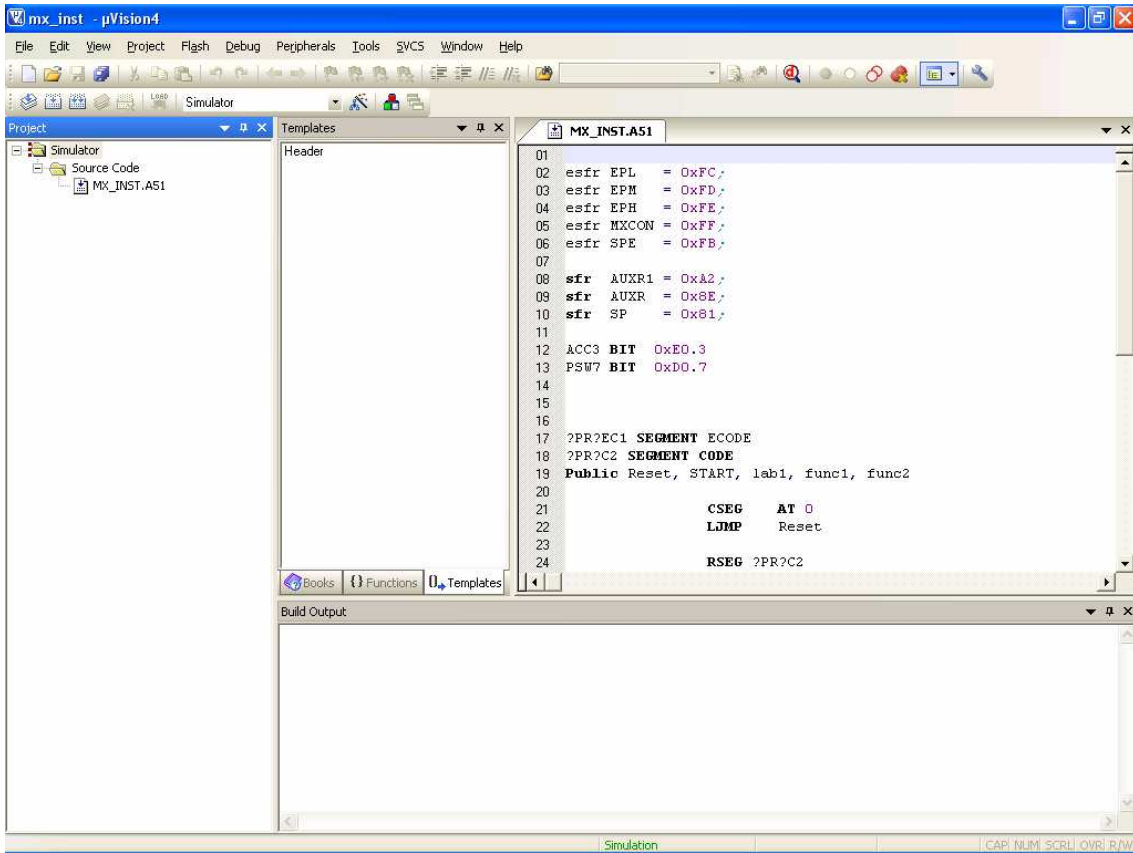 mx_inst - µVision4
File Edit View Project Flash Debug Peripherals Tools SVCS Window Help
LOAD Simulator
Project
Simulator
Source Code
MX_INST.A51
Templates
Header
Books {} Functions Templates
MX_INST.A51
01
02 esfr EPL = 0xFC;
03 esfr EPM = 0xFD;
04 esfr EPH = 0xFE;
05 esfr MXCON = 0xFF;
06 esfr SPE = 0xFB;
07
08 sfr AUXR1 = 0xA2;
09 sfr AUXR = 0x8E;
10 sfr SP = 0x81;
11
12 ACC3 BIT 0xE0.3
13 PSW7 BIT 0xD0.7
14
15
16
17 ?PR?EC1 SEGMENT ECODE
18 ?PR?C2 SEGMENT CODE
19 Public Reset, START, lab1, func1, func2
20
21 CSEG AT 0
22 LJMP Reset
23
24 RSEG ?PR?C2
Build Output
Simulation
CAP NUM SCRL OVR R/W